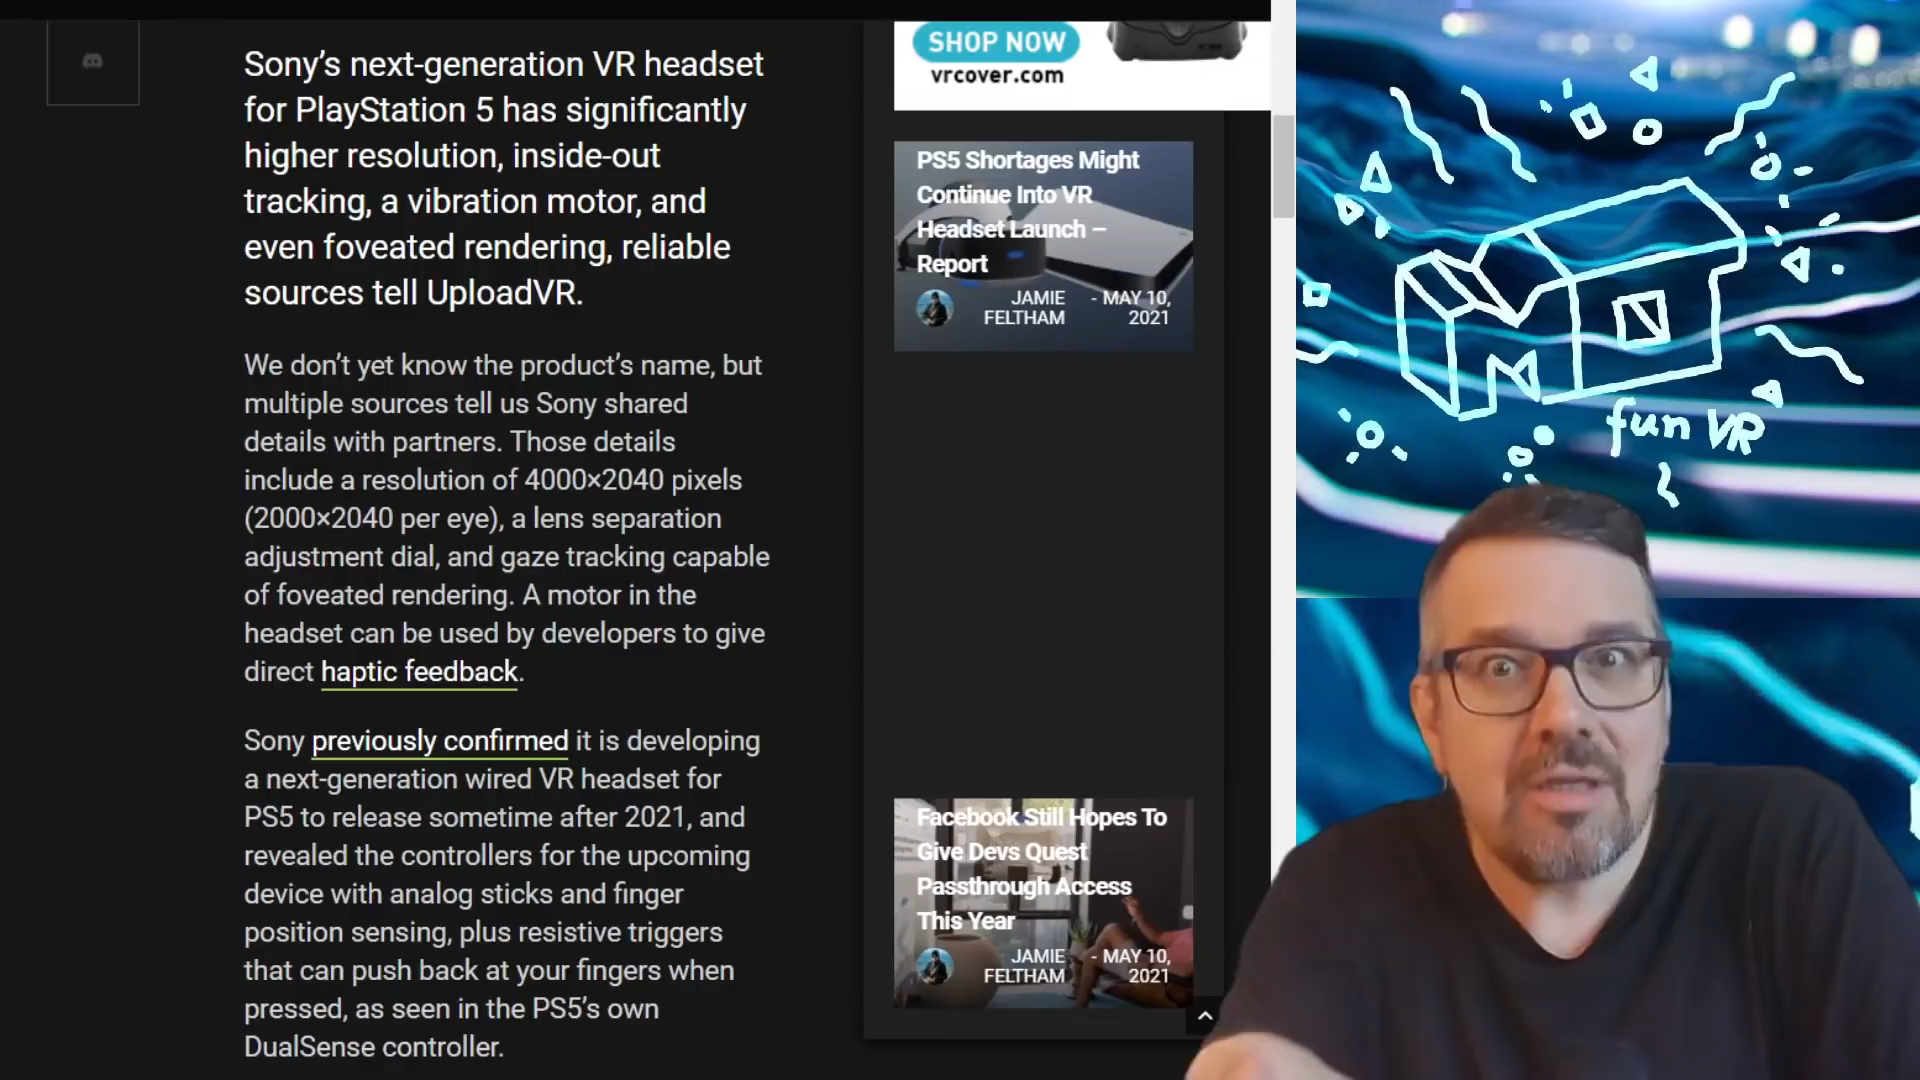 Sony’s next-generation VR headset
for PlayStation 5 has significantly
higher resolution, inside-out
tracking, a vibration motor, and
even foveated rendering, reliable
sources tell UploadVR.
We don’t yet know the product’s name, but
multiple sources tell us Sony shared
details with partners. Those details
include a resolution of 4000×2040 pixels
(2000×2040 per eye), a lens separation
adjustment dial, and gaze tracking capable
of foveated rendering. A motor in the
headset can be used by developers to give
direct haptic feedback.
Sony previously confirmed it is developing
a next-generation wired VR headset for
PS5 to release sometime after 2021, and
revealed the controllers for the upcoming
device with analog sticks and finger
position sensing, plus resistive triggers
that can push back at your fingers when
pressed, as seen in the PS5’s own
DualSense controller.
SHOP NOW
vrcover.com
PS5 Shortages Might
Continue Into VR
Headset Launch –
Report
JAMIE FELTHAM - MAY 10, 2021
Facebook Still Hopes To
Give Devs Quest
Passthrough Access
This Year
JAMIE FELTHAM - MAY 10, 2021
fun VR